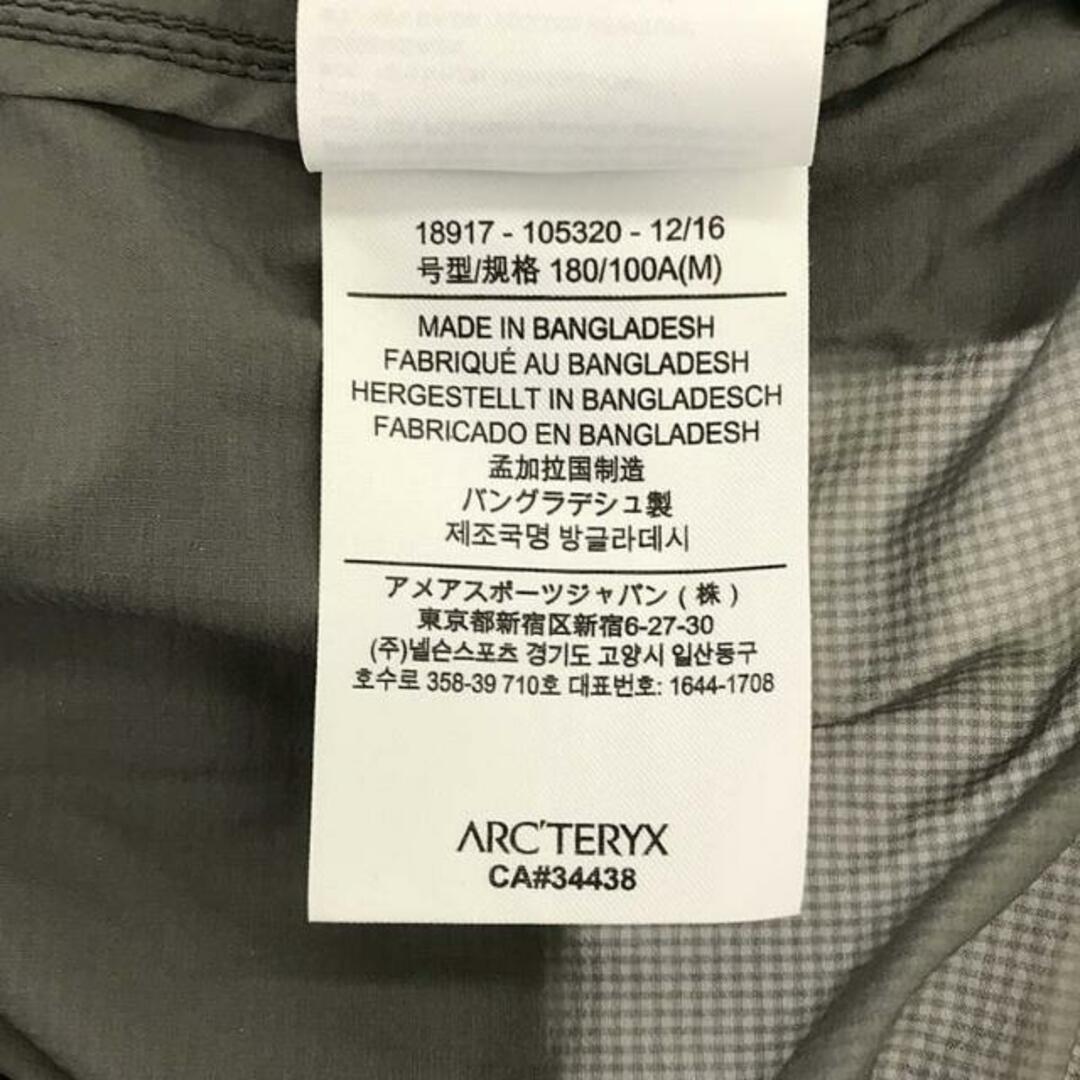 18917 - 105320 - 12/16
号型/规格 180/100A(M)
MADE IN BANGLADESH
FABRIQUÉ AU BANGLADESH
HERGESTELLT IN BANGLADESCH
FABRICADO EN BANGLADESH
孟加拉国制造
バングラデシュ製
제조국명 방글라데시
アメアスポーツジャパン ( 株 )
東京都新宿区新宿6-27-30
(주)넬슨스포츠 경기도 고양시 일산동구
호수로 358-39 710호 대표번호: 1644-1708
ARC'TERYX
CA#34438